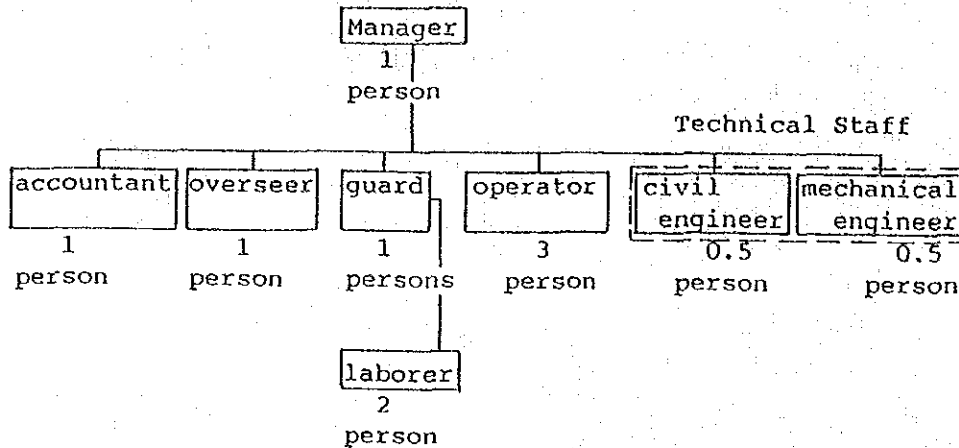 Manager
1
person
Technical Staff
accountant overseer guard operator civil engineer mechanical engineer
1 1 1 3 0.5 0.5
person person persons person person person
laborer
2
person